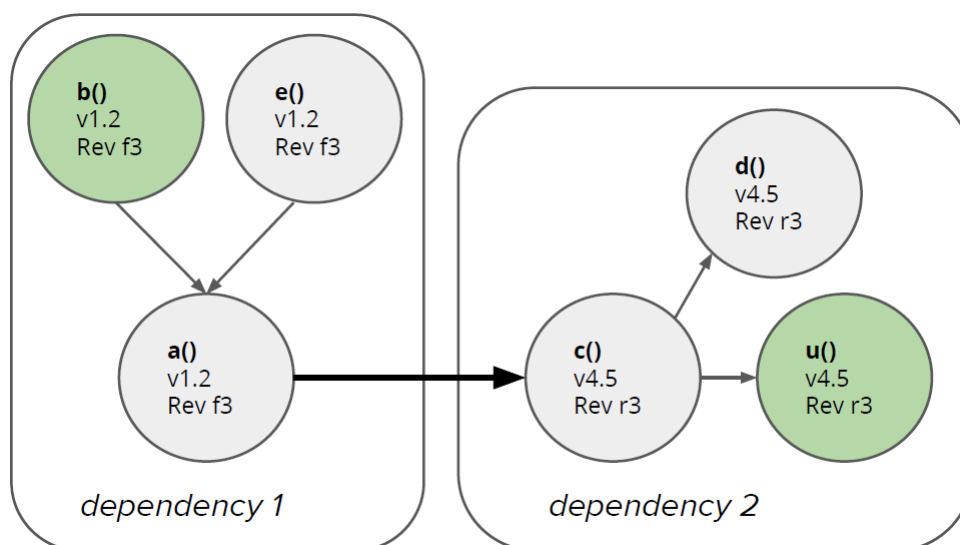 b()
v1.2
Rev f3
e()
v1.2
Rev f3
a()
v1.2
Rev f3
dependency 1
d()
v4.5
Rev r3
c()
v4.5
Rev r3
u()
v4.5
Rev r3
dependency 2